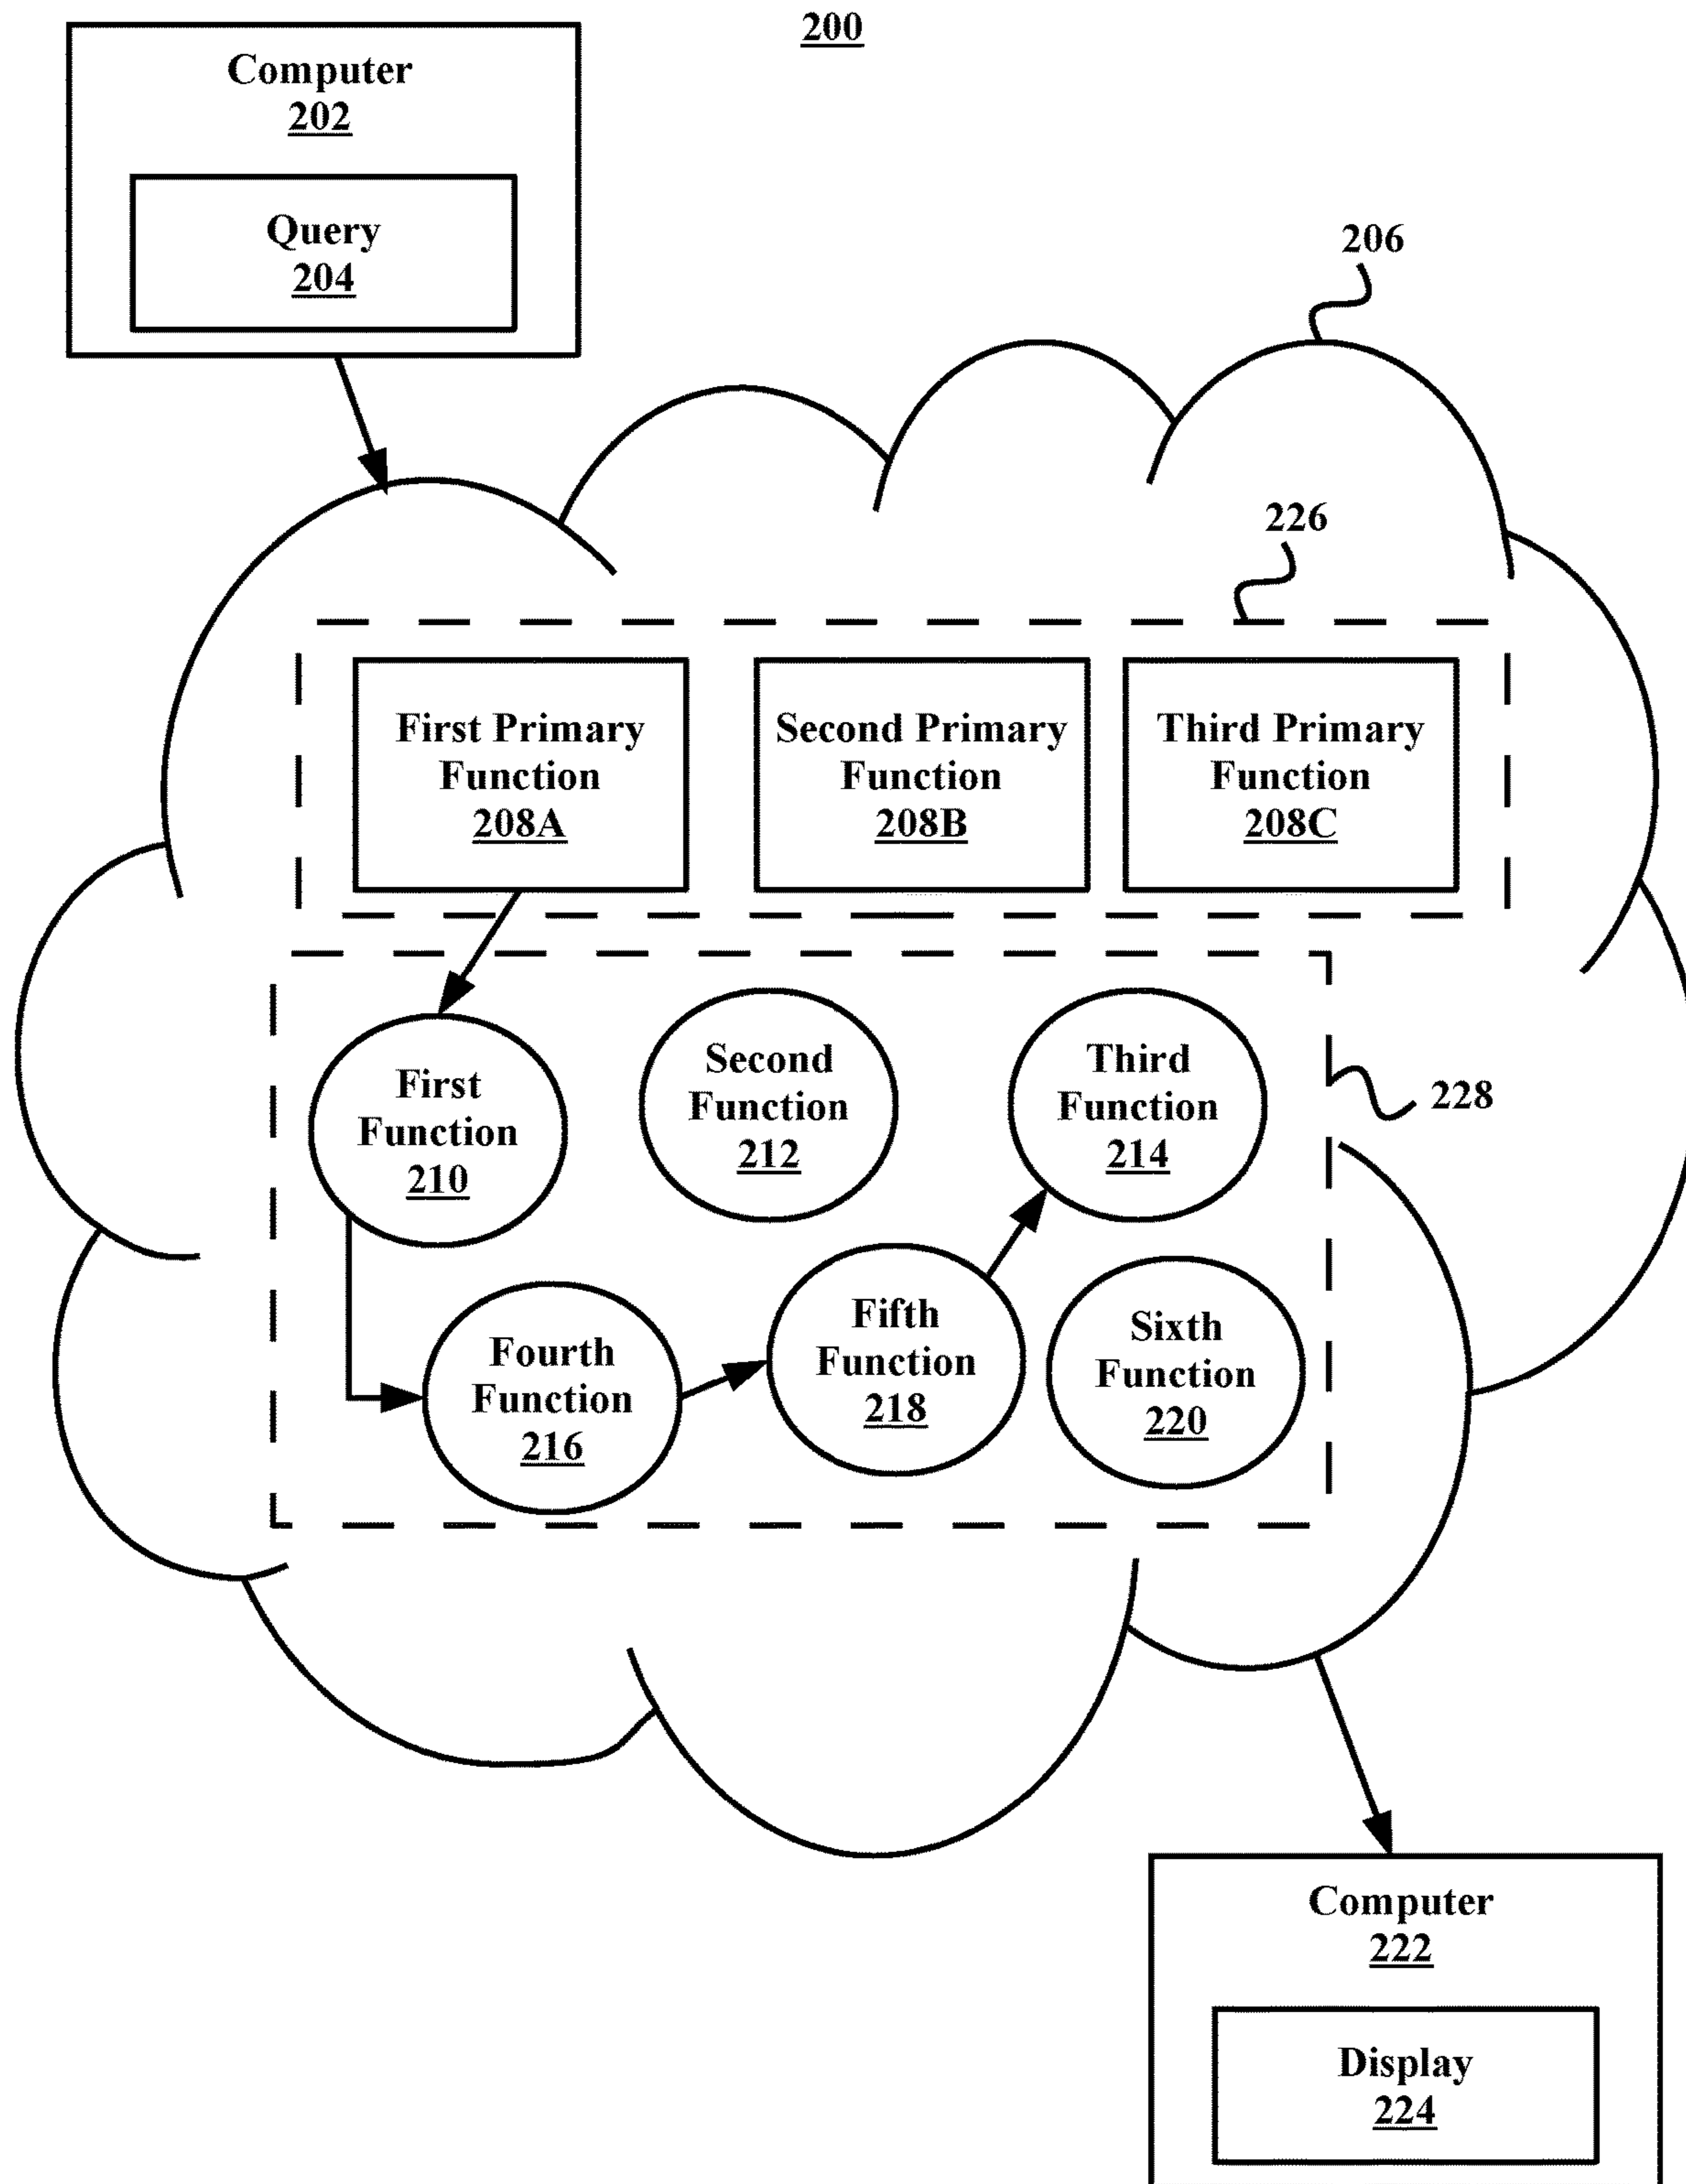 200
Computer
202
Query
204
206
226
First Primary
Function
208A
Second Primary
Function
208B
Third Primary
Function
208C
First
Function
210
Second
Function
212
Third
Function
214
228
Fourth
Function
216
Fifth
Function
218
Sixth
Function
220
Computer
222
Display
224